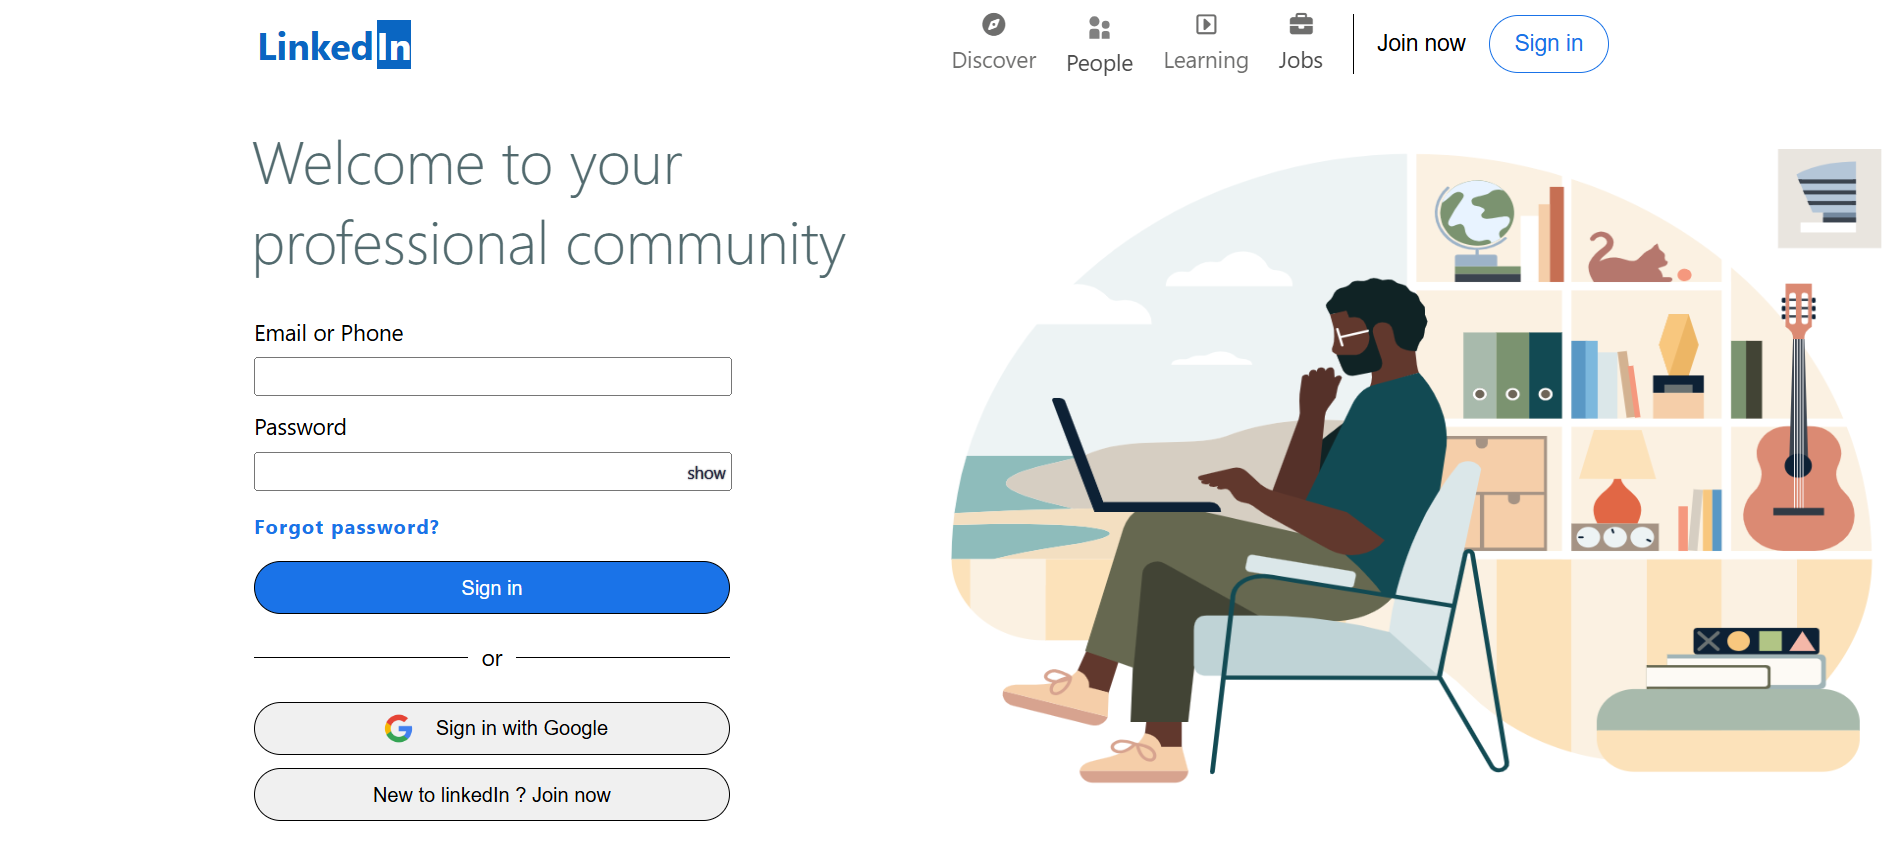 LinkedIn
Discover
People
Learning
Jobs
Join now
Sign in
Welcome to your
professional community
Email or Phone
Password
show
Forgot password?
Sign in
or
Sign in with Google
New to linkedIn ? Join now